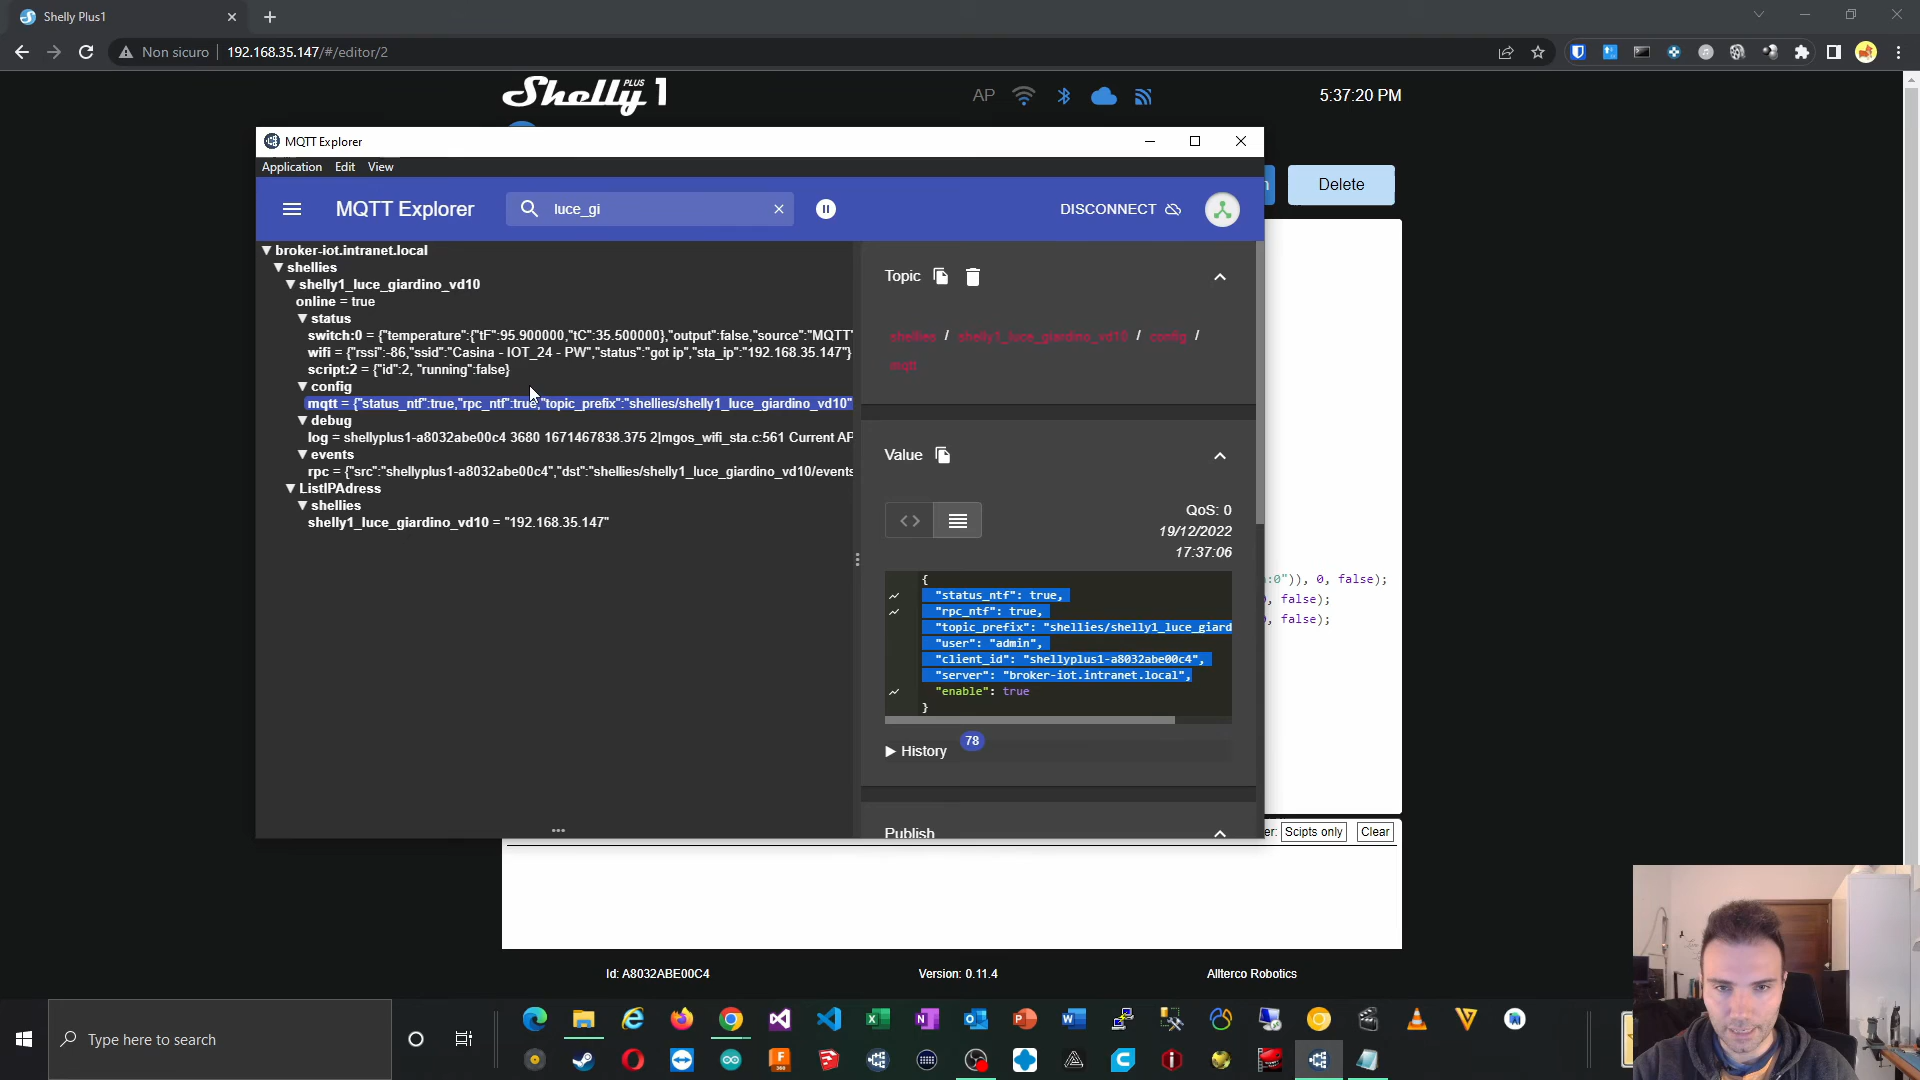 Shelly Plus1
Non sicuro
192.168.35.147/#/editor/2
Shelly PLUS 1
AP
5:37:20 PM
MQTT Explorer
Application Edit View
Delete
MQTT Explorer
luce_gi
DISCONNECT
broker-iot.intranet.local
shellies
shelly1_luce_giardino_vd10
online = true
status
switch:0 = {"temperature":{"tF":95.900000,"tC":35.500000},"output":false,"source":"MQTT"
wifi = {"rssi":-86,"ssid":"Casina - IOT_24 - PW","status":"got ip","sta_ip":"192.168.35.147"}
script:2 = {"id":2, "running":false}
config
mqtt = {"status_ntf":true,"rpc_ntf":true,"topic_prefix":"shellies/shelly1_luce_giardino_vd10"
debug
log = shellyplus1-a8032abe00c4 3680 1671467838.375 2|mgos_wifi_sta.c:561 Current AP
events
rpc = {"src":"shellyplus1-a8032abe00c4","dst":"shellies/shelly1_luce_giardino_vd10/events
ListIPAdress
shellies
shelly1_luce_giardino_vd10 = "192.168.35.147"
Topic
shellies / shelly1_luce_giardino_vd10 / config /
mqtt
Value
QoS: 0
19/12/2022
17:37:06
{
"status_ntf": true,
"rpc_ntf": true,
"topic_prefix": "shellies/shelly1_luce_giard
"user": "admin",
"client_id": "shellyplus1-a8032abe00c4",
"server": "broker-iot.intranet.local",
"enable": true
}
History 78
Publish
:0")), 0, false);
, false);
, false);
er: Scipts only Clear
Id: A8032ABE00C4
Version: 0.11.4
Allterco Robotics
Type here to search